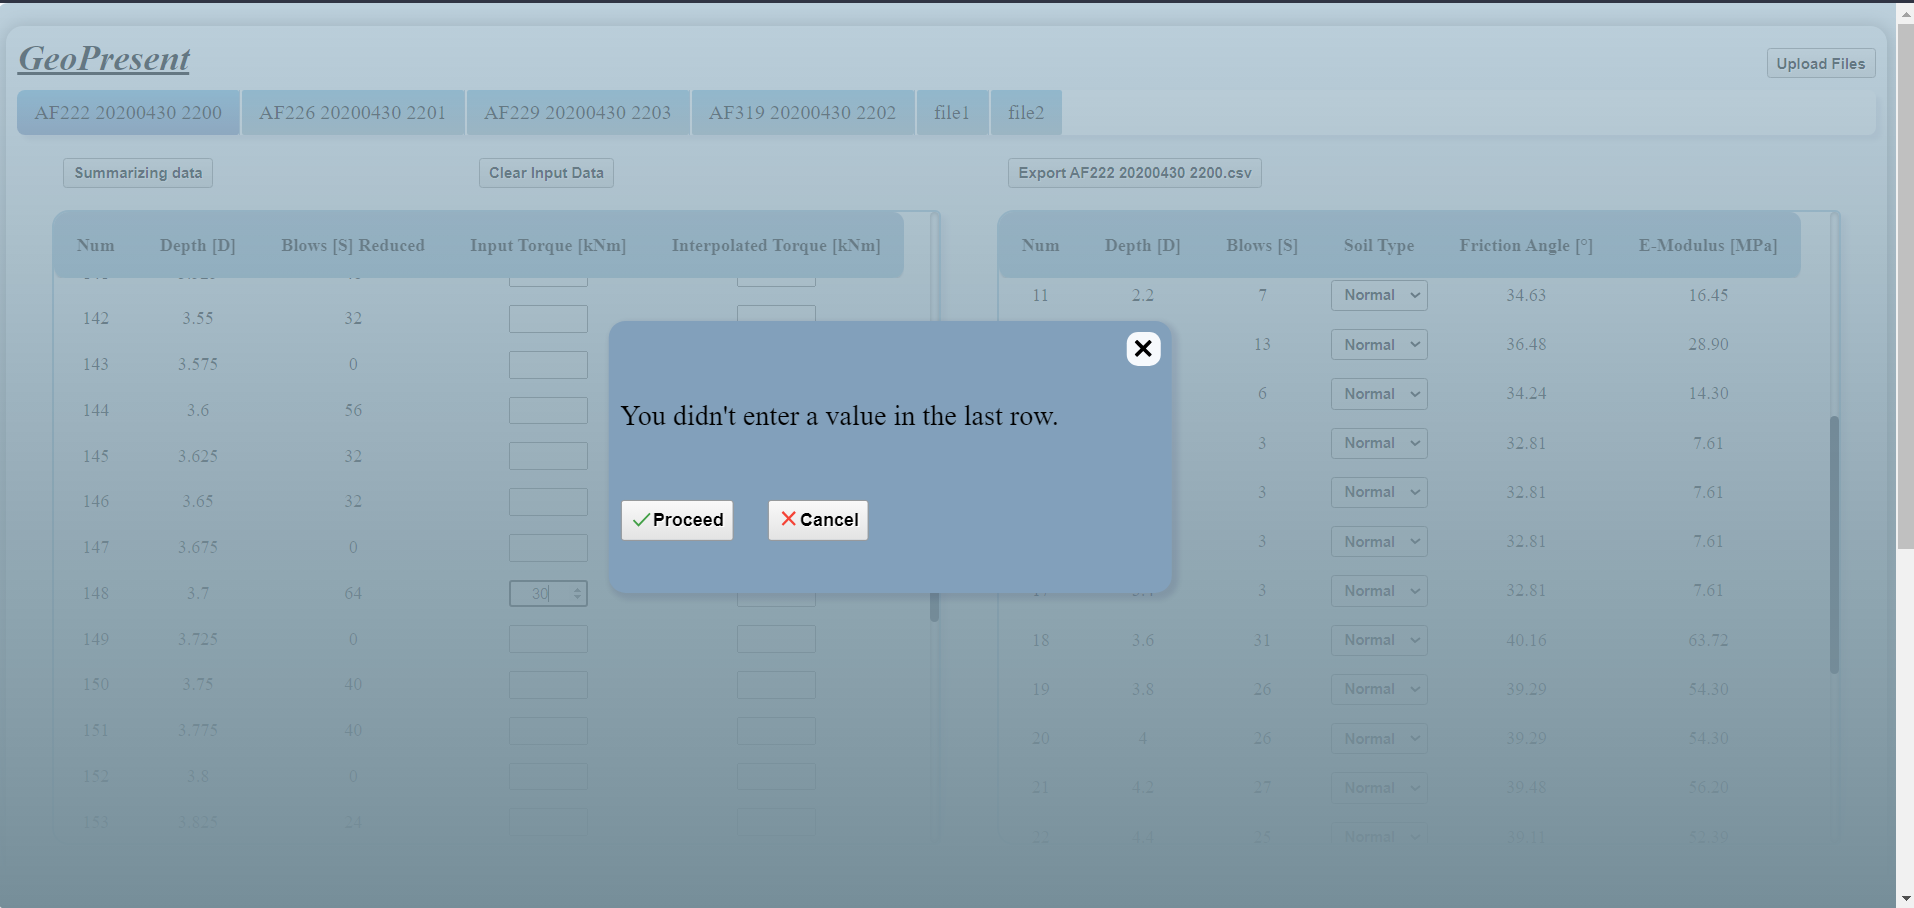 GeoPresent
Upload Files
AF222 20200430 2200 AF226 20200430 2201 AF229 20200430 2203 AF319 20200430 2202 file1 file2
Summarizing data Clear Input Data Export AF222 20200430 2200.csv
Num Depth [D] Blows [S] Reduced Input Torque [kNm] Interpolated Torque [kNm]
142 3.55 32
143 3.575 0
144 3.6 56
145 3.625 32
146 3.65 32
147 3.675 0
148 3.7 64 30
149 3.725 0
150 3.75 40
151 3.775 40
152 3.8 0
153 3.825 24
Num Depth [D] Blows [S] Soil Type Friction Angle [°] E-Modulus [MPa]
11 2.2 7 Normal 34.63 16.45
13 Normal 36.48 28.90
6 Normal 34.24 14.30
3 Normal 32.81 7.61
3 Normal 32.81 7.61
3 Normal 32.81 7.61
3 Normal 32.81 7.61
18 3.6 31 Normal 40.16 63.72
19 3.8 26 Normal 39.29 54.30
20 4 26 Normal 39.29 54.30
21 4.2 27 Normal 39.48 56.20
22 4.4 25 Normal 39.11
You didn't enter a value in the last row.
Proceed Cancel